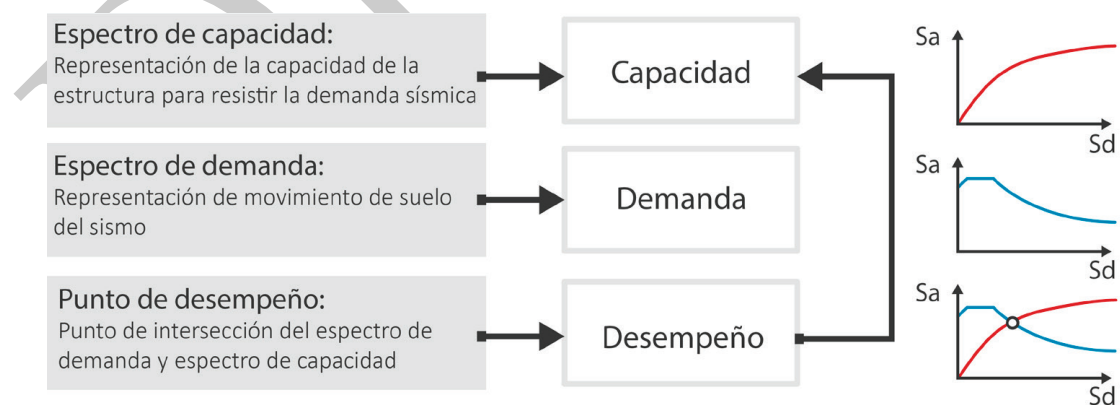 Espectro de capacidad:
Representación de la capacidad de la
estructura para resistir la demanda sísmica
Capacidad
Sa
Sd
Espectro de demanda:
Representación de movimiento de suelo
del sismo
Demanda
Sa
Sd
Punto de desempeño:
Punto de intersección del espectro de
demanda y espectro de capacidad
Desempeño
Sa
Sd